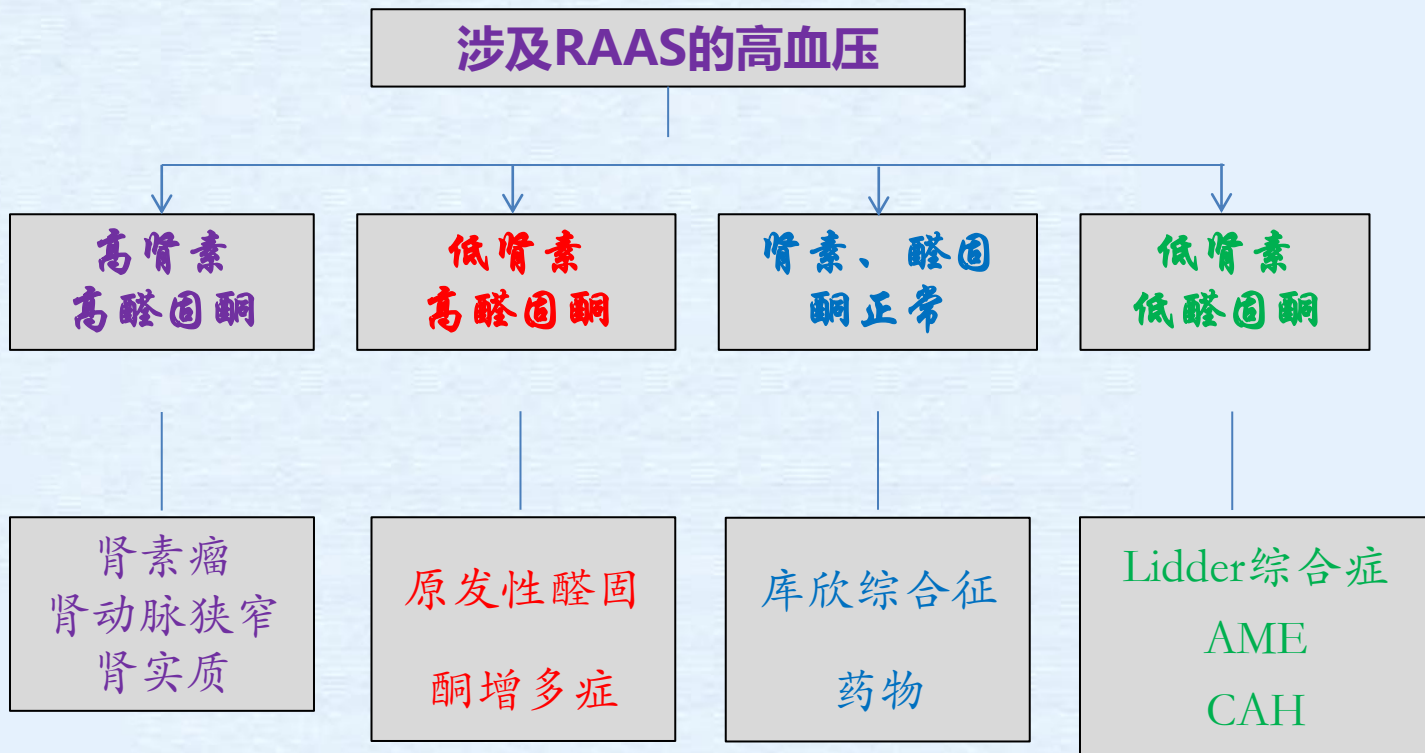 涉及RAAS的高血压
高肾素
高醛固酮
低肾素
高醛固酮
肾素、醛固
酮正常
低肾素
低醛固酮
肾素瘤
肾动脉狭窄
肾实质
原发性醛固
酮增多症
库欣综合征
药物
Lidder综合症
AME
CAH